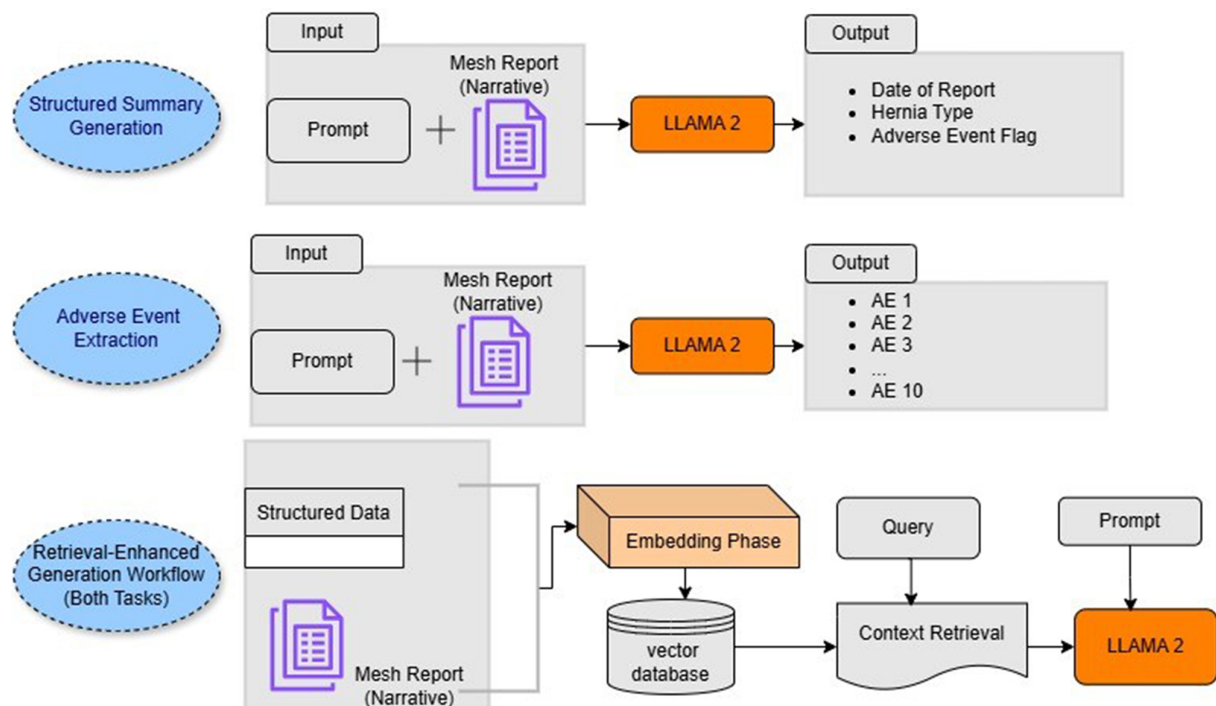 Input
Output
Structured Summary
Generation
Prompt
Mesh Report
(Narrative)
LLAMA 2
Date of Report
Hernia Type
Adverse Event Flag
Input
Output
Adverse Event
Extraction
Prompt
Mesh Report
(Narrative)
LLAMA 2
AE 1
AE 2
AE 3
...
AE 10
Retrieval-Enhanced
Generation Workflow
(Both Tasks)
Structured Data
Mesh Report
(Narrative)
Embedding Phase
vector
database
Query
Context Retrieval
Prompt
LLAMA 2